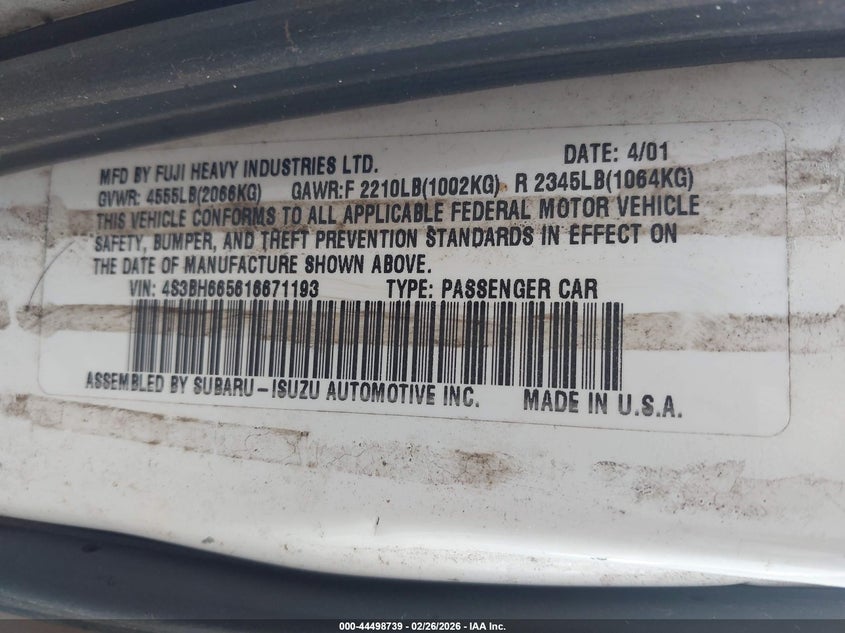 MFD BY FUJI HEAVY INDUSTRIES LTD. DATE: 4/01
GVWR: 4555LB(2066KG) GAWR:F 2210LB(1002KG) R 2345LB(1064KG)
THIS VEHICLE CONFORMS TO ALL APPLICABLE FEDERAL MOTOR VEHICLE
SAFETY, BUMPER, AND THEFT PREVENTION STANDARDS IN EFFECT ON
THE DATE OF MANUFACTURE SHOWN ABOVE.
VIN: 4S3BH665616671193 TYPE: PASSENGER CAR
ASSEMBLED BY SUBARU-ISUZU AUTOMOTIVE INC. MADE IN U.S.A.
000-44498739 - 02/26/2026 - IAA Inc.